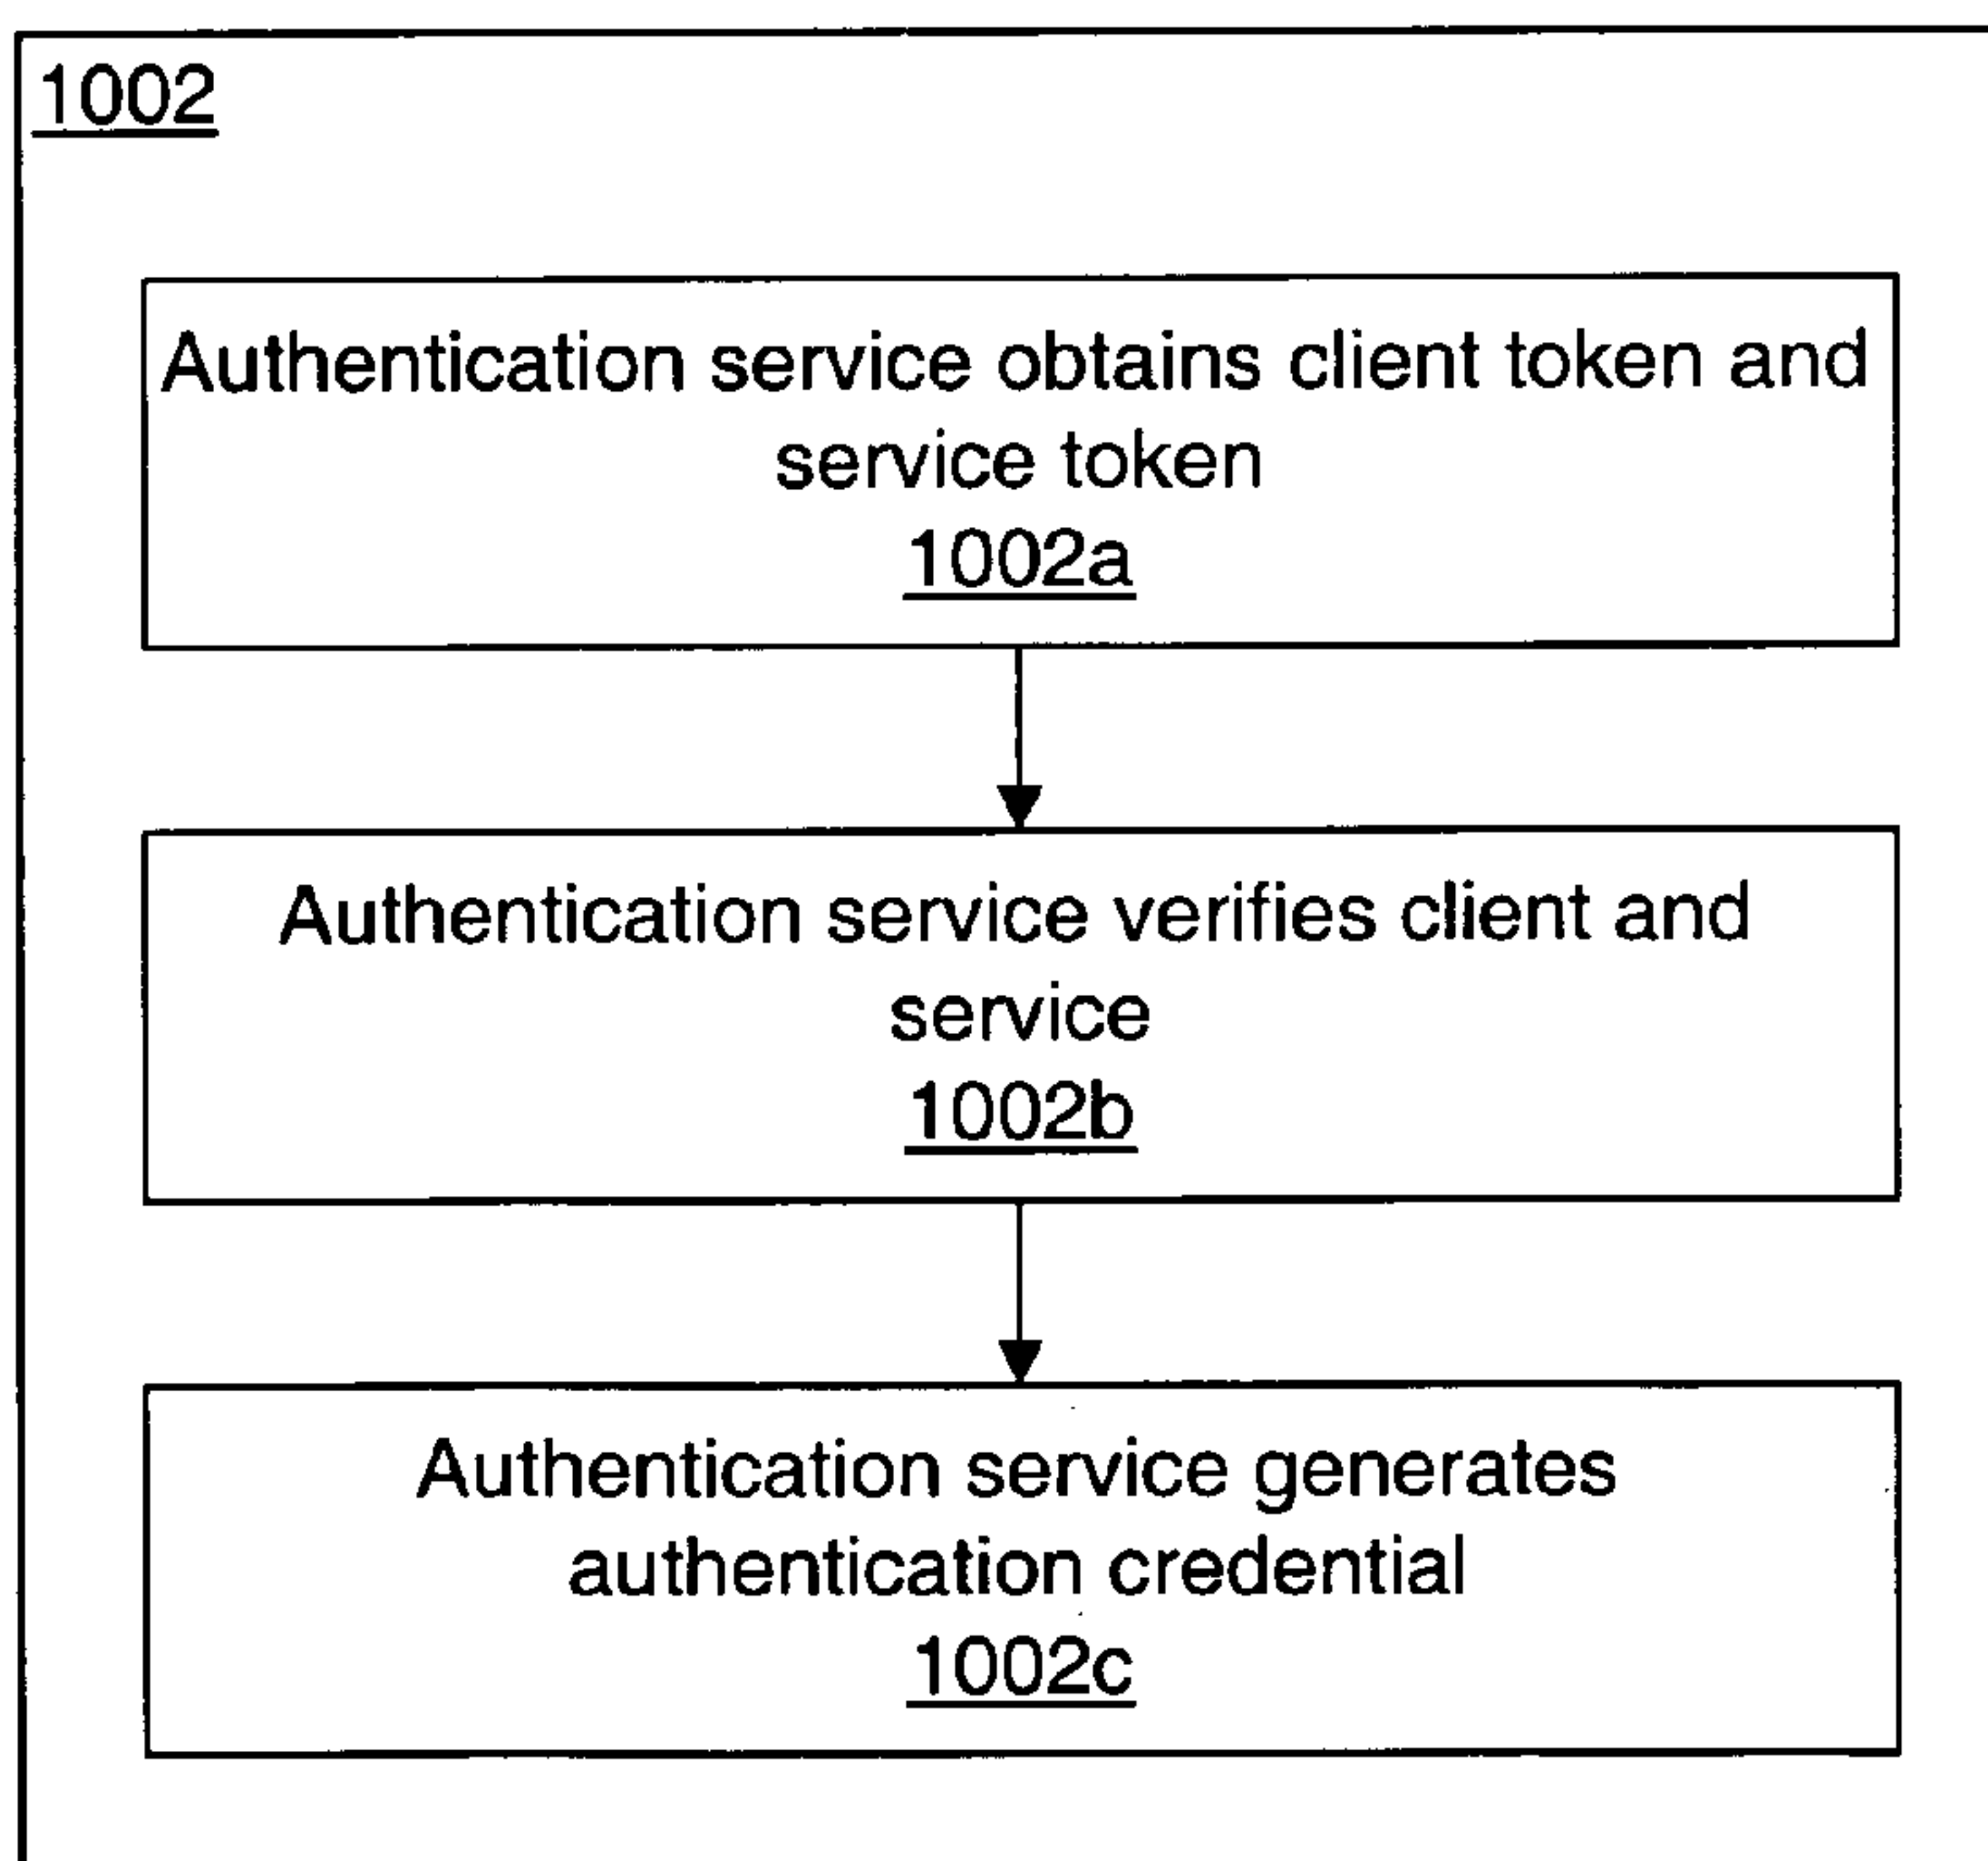 1002
Authentication service obtains client token and
service token
1002a
Authentication service verifies client and
service
1002b
Authentication service generates
authentication credential
1002c